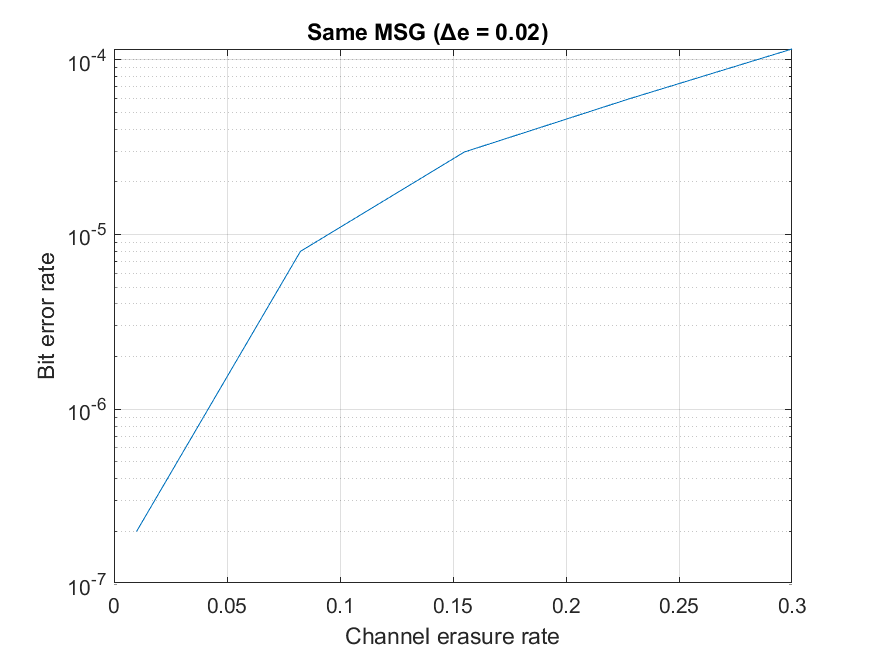 Same MSG (Δe = 0.02)
10^-4
10^-5
10^-6
10^-7
Bit error rate
0 0.05 0.1 0.15 0.2 0.25 0.3
Channel erasure rate